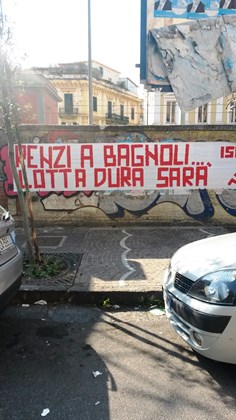 RENZI A BAGNOLI....
LOTTA DURA SARÀ